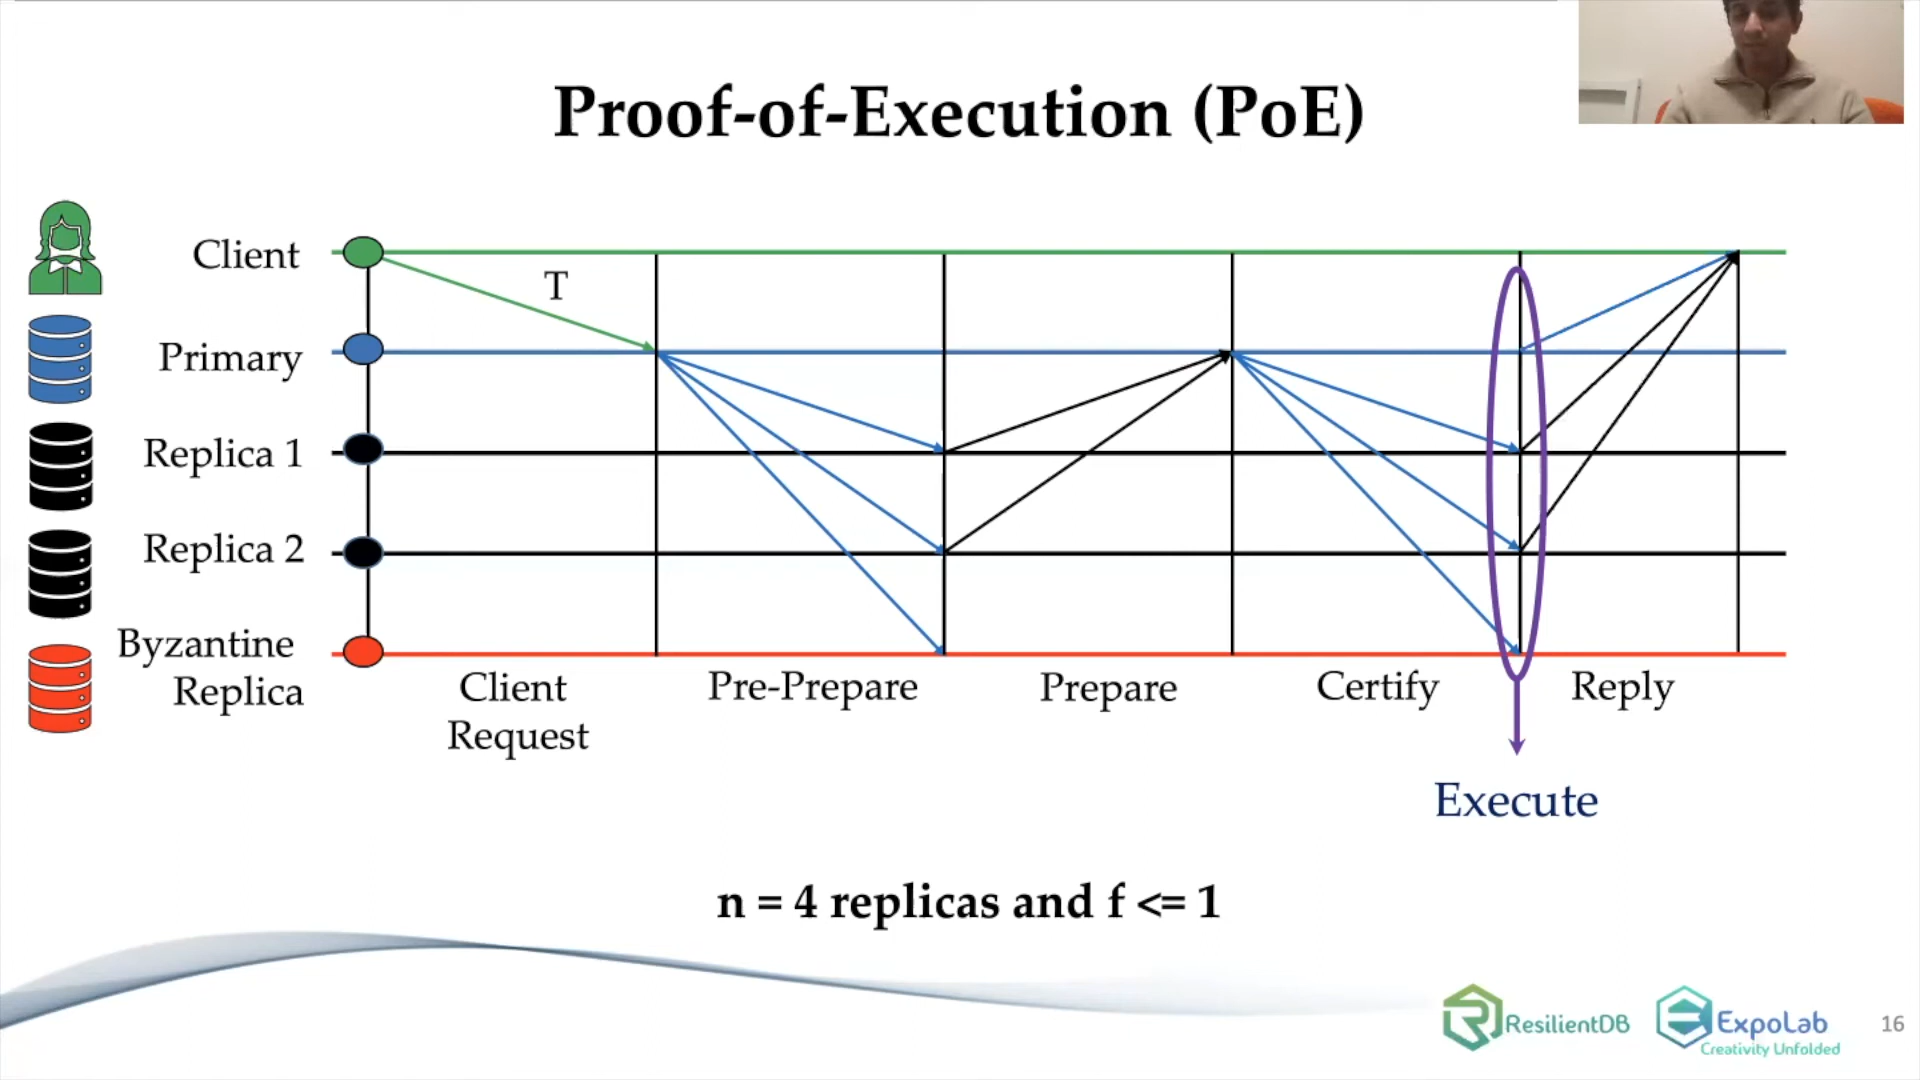 Proof-of-Execution (PoE)
Client
T
Primary
Replica 1
Replica 2
Byzantine
Replica
Client
Request
Pre-Prepare
Prepare
Certify
Reply
Execute
n = 4 replicas and f <= 1
ResilientDB
ExpoLab
Creativity Unfolded
16